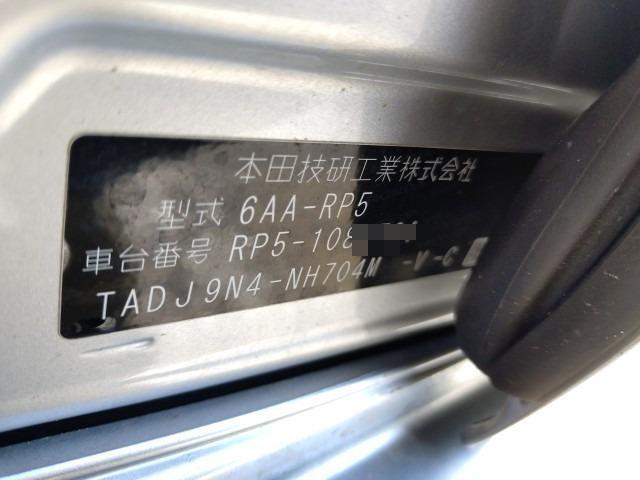 本田技研工業株式会社
型式 6AA-RP5
車台番号 RP5-108
TADJ9N4-NH704M -V-C